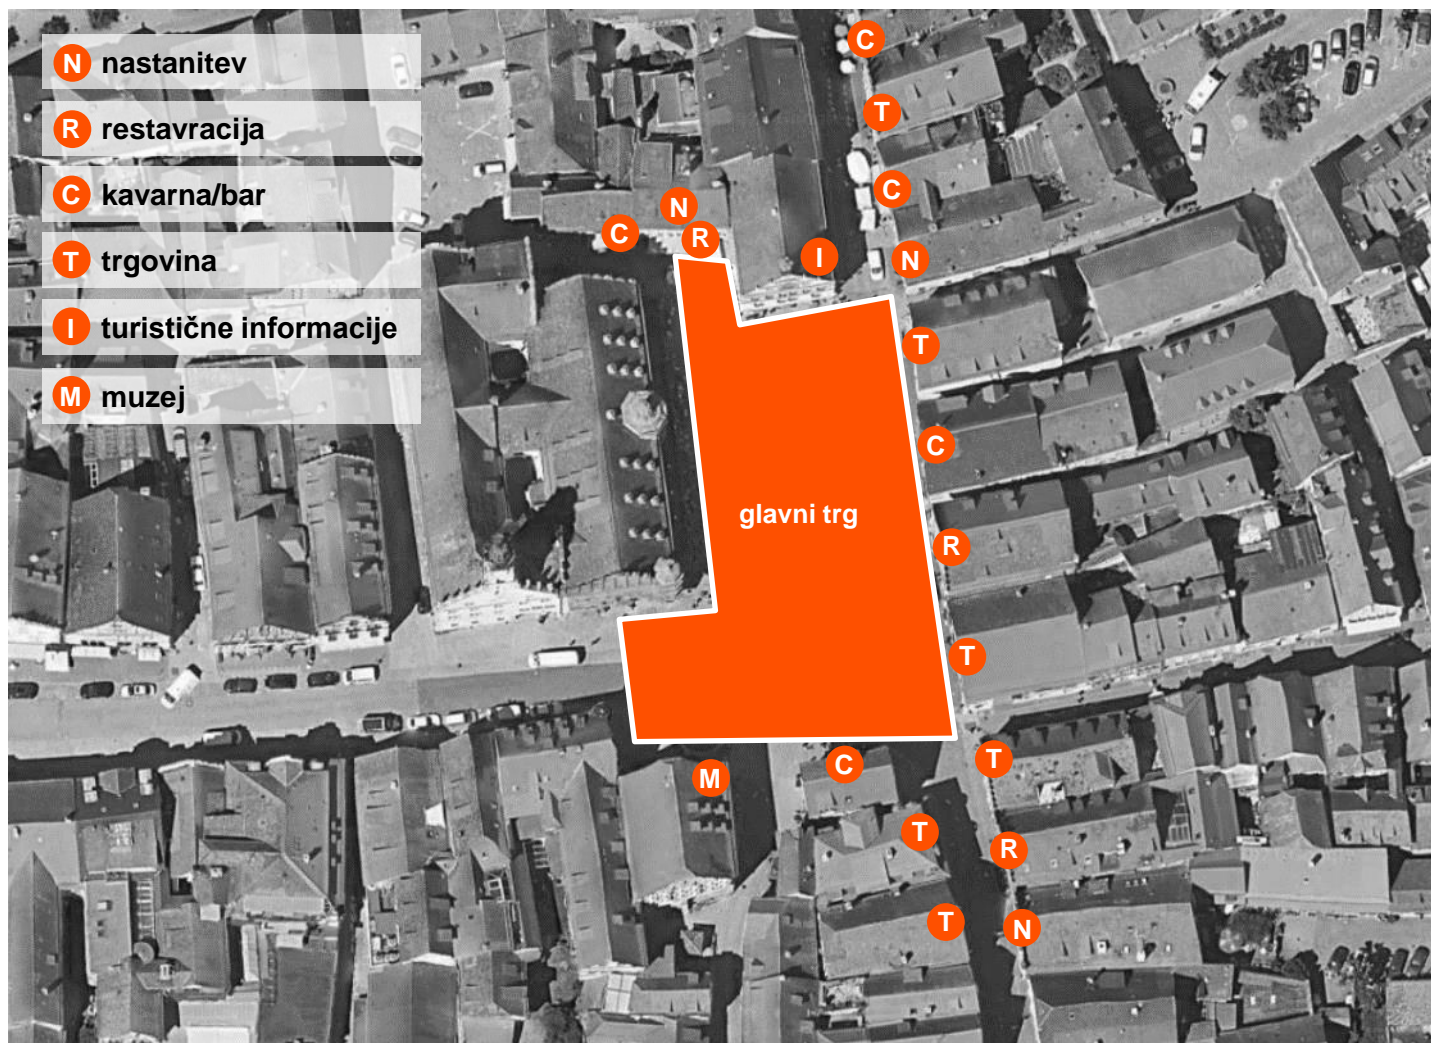 N nastanitev
R restavracija
C kavarna/bar
T trgovina
I turistične informacije
M muzej
C
T
C
N
C
R
I
N
T
C
glavni trg
R
T
T
M
C
T
R
T
N